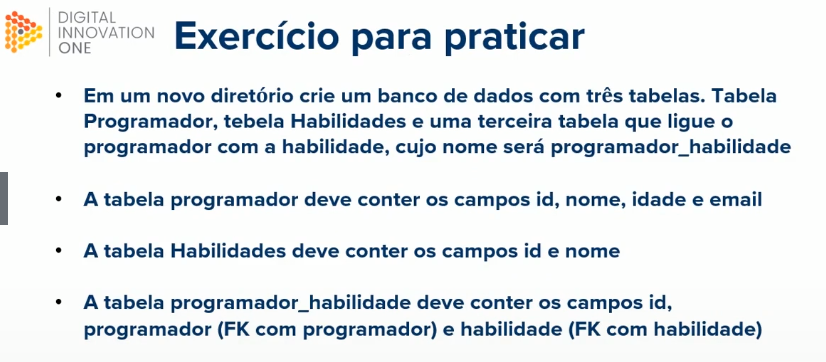 DIGITAL
INNOVATION
ONE
Exercício para praticar
• Em um novo diretório crie um banco de dados com três tabelas. Tabela
Programador, tebela Habilidades e uma terceira tabela que ligue o
programador com a habilidade, cujo nome será programador_habilidade
• A tabela programador deve conter os campos id, nome, idade e email
• A tabela Habilidades deve conter os campos id e nome
• A tabela programador_habilidade deve conter os campos id,
programador (FK com programador) e habilidade (FK com habilidade)